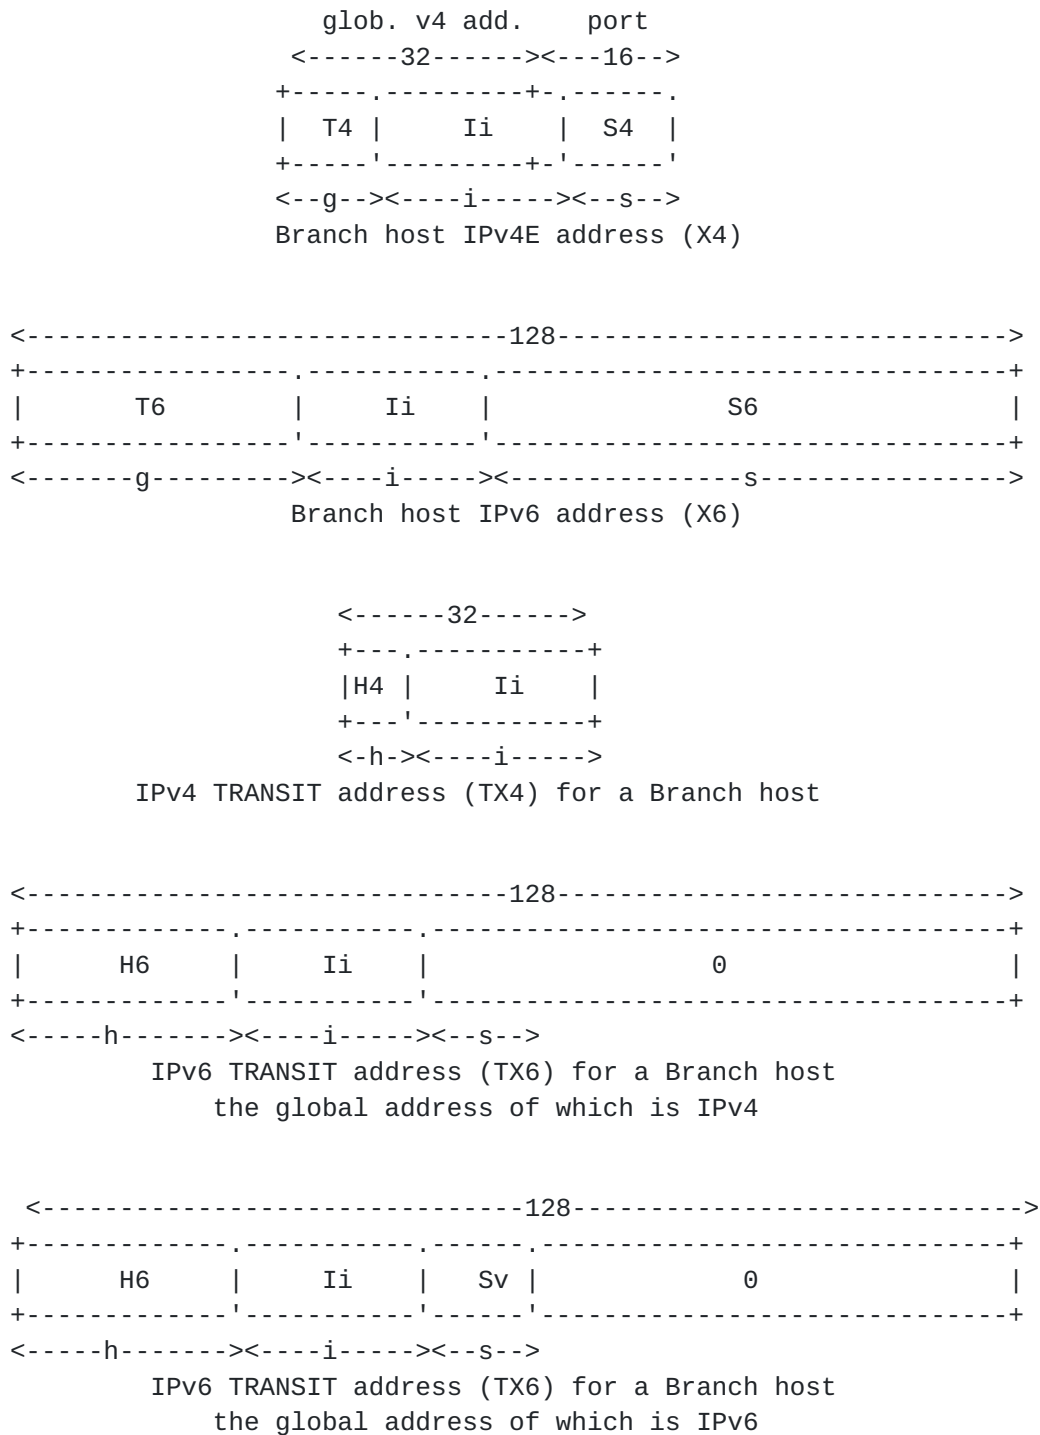 glob. v4 add.    port
                  <------32------><---16-->
                 +-----.---------+-.------.
                 |  T4 |     Ii    |  S4  |
                 +-----'---------+-'------'
                 <--g--><----i-----><--s-->
                 Branch host IPv4E address (X4)

<-------------------------------128----------------------------->
+-----------------.-----------.---------------------------------+
|       T6        |     Ii    |               S6                |
+-----------------'-----------'---------------------------------+
<-------g---------><----i-----><---------------s---------------->
                  Branch host IPv6 address (X6)

                     <------32------>
                     +---.-----------+
                     |H4 |     Ii    |
                     +---'-----------+
                     <-h-><----i----->
        IPv4 TRANSIT address (TX4) for a Branch host

<-------------------------------128----------------------------->
+-------------.-----------.-------------------------------------+
|      H6     |     Ii    |                  0                  |
+-------------'-----------'-------------------------------------+
<-----h-------><----i-----><--s-->
         IPv6 TRANSIT address (TX6) for a Branch host
             the global address of which is IPv4

 <-------------------------------128----------------------------->
+-------------.-----------.------.------------------------------+
|      H6     |     Ii    |   Sv |             0                |
+-------------'-----------'------'------------------------------+
<-----h-------><----i-----><--s-->
         IPv6 TRANSIT address (TX6) for a Branch host
             the global address of which is IPv6